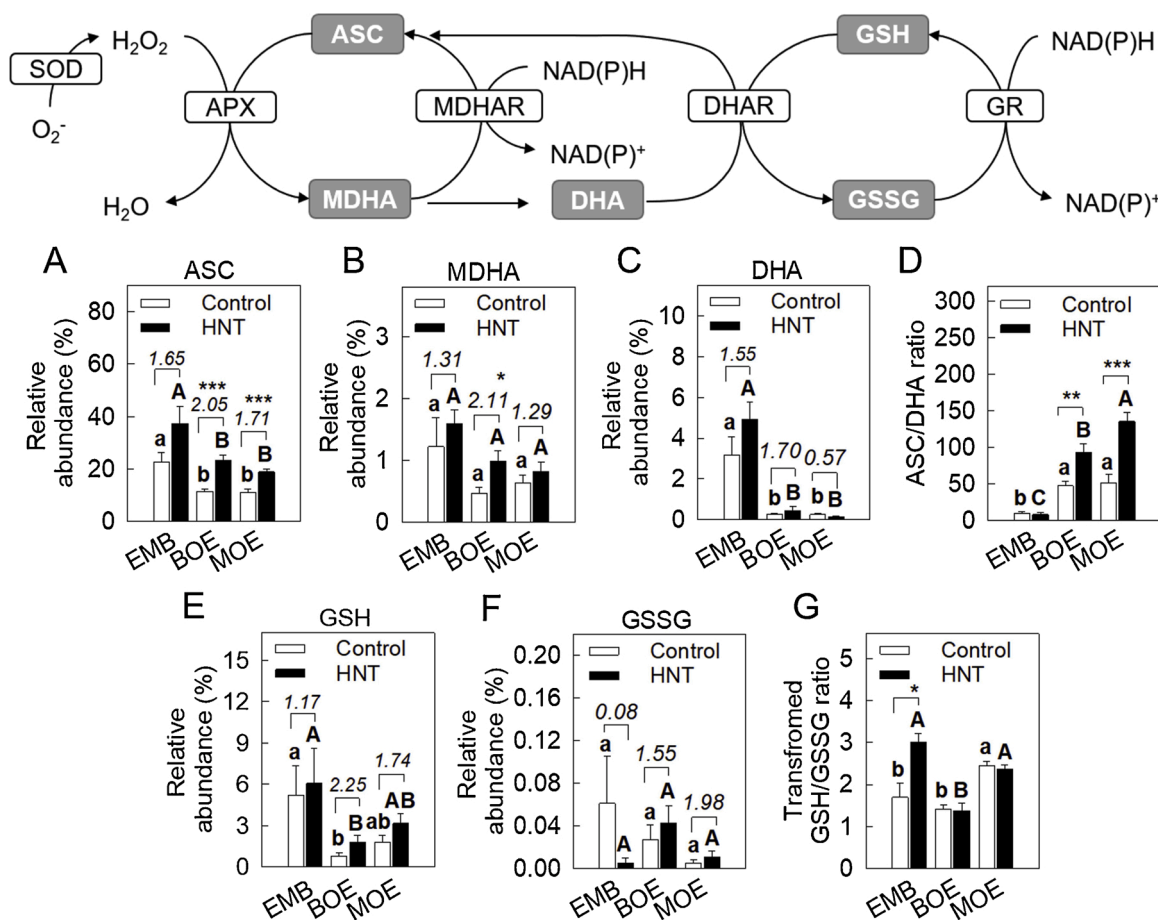 ASC
GSH
H2O2
NAD(P)H
NAD(P)H
SOD
APX
MDHAR
DHAR
GR
O2-
NAD(P)+
H2O
MDHA
DHA
GSSG
NAD(P)+
A
ASC
Relative
abundance (%)
80
60
40
20
0
Control
HNT
1.65
***
2.05
***
1.71
a
A
b
B
b
B
EMB
BOE
MOE
B
MDHA
Relative
abundance (%)
3
2
1
0
Control
HNT
1.31
*
2.11
1.29
a
A
a
A
a
A
EMB
BOE
MOE
C
DHA
Relative
abundance (%)
10
8
6
4
2
0
Control
HNT
1.55
1.70
0.57
a
A
b
B
b
B
EMB
BOE
MOE
D
ASC/DHA ratio
300
250
200
150
100
50
0
Control
HNT
**
***
b
C
a
B
a
A
EMB
BOE
MOE
E
GSH
Relative
abundance (%)
15
12
9
6
3
0
Control
HNT
1.17
2.25
1.74
a
A
b
B
ab
AB
EMB
BOE
MOE
F
GSSG
Relative
abundance (%)
0.20
0.16
0.12
0.08
0.04
0.00
Control
HNT
0.08
1.55
1.98
a
A
a
A
a
A
EMB
BOE
MOE
G
Transfromed
GSH/GSSG ratio
5
4
3
2
1
0
Control
HNT
*
b
A
b
B
a
A
EMB
BOE
MOE